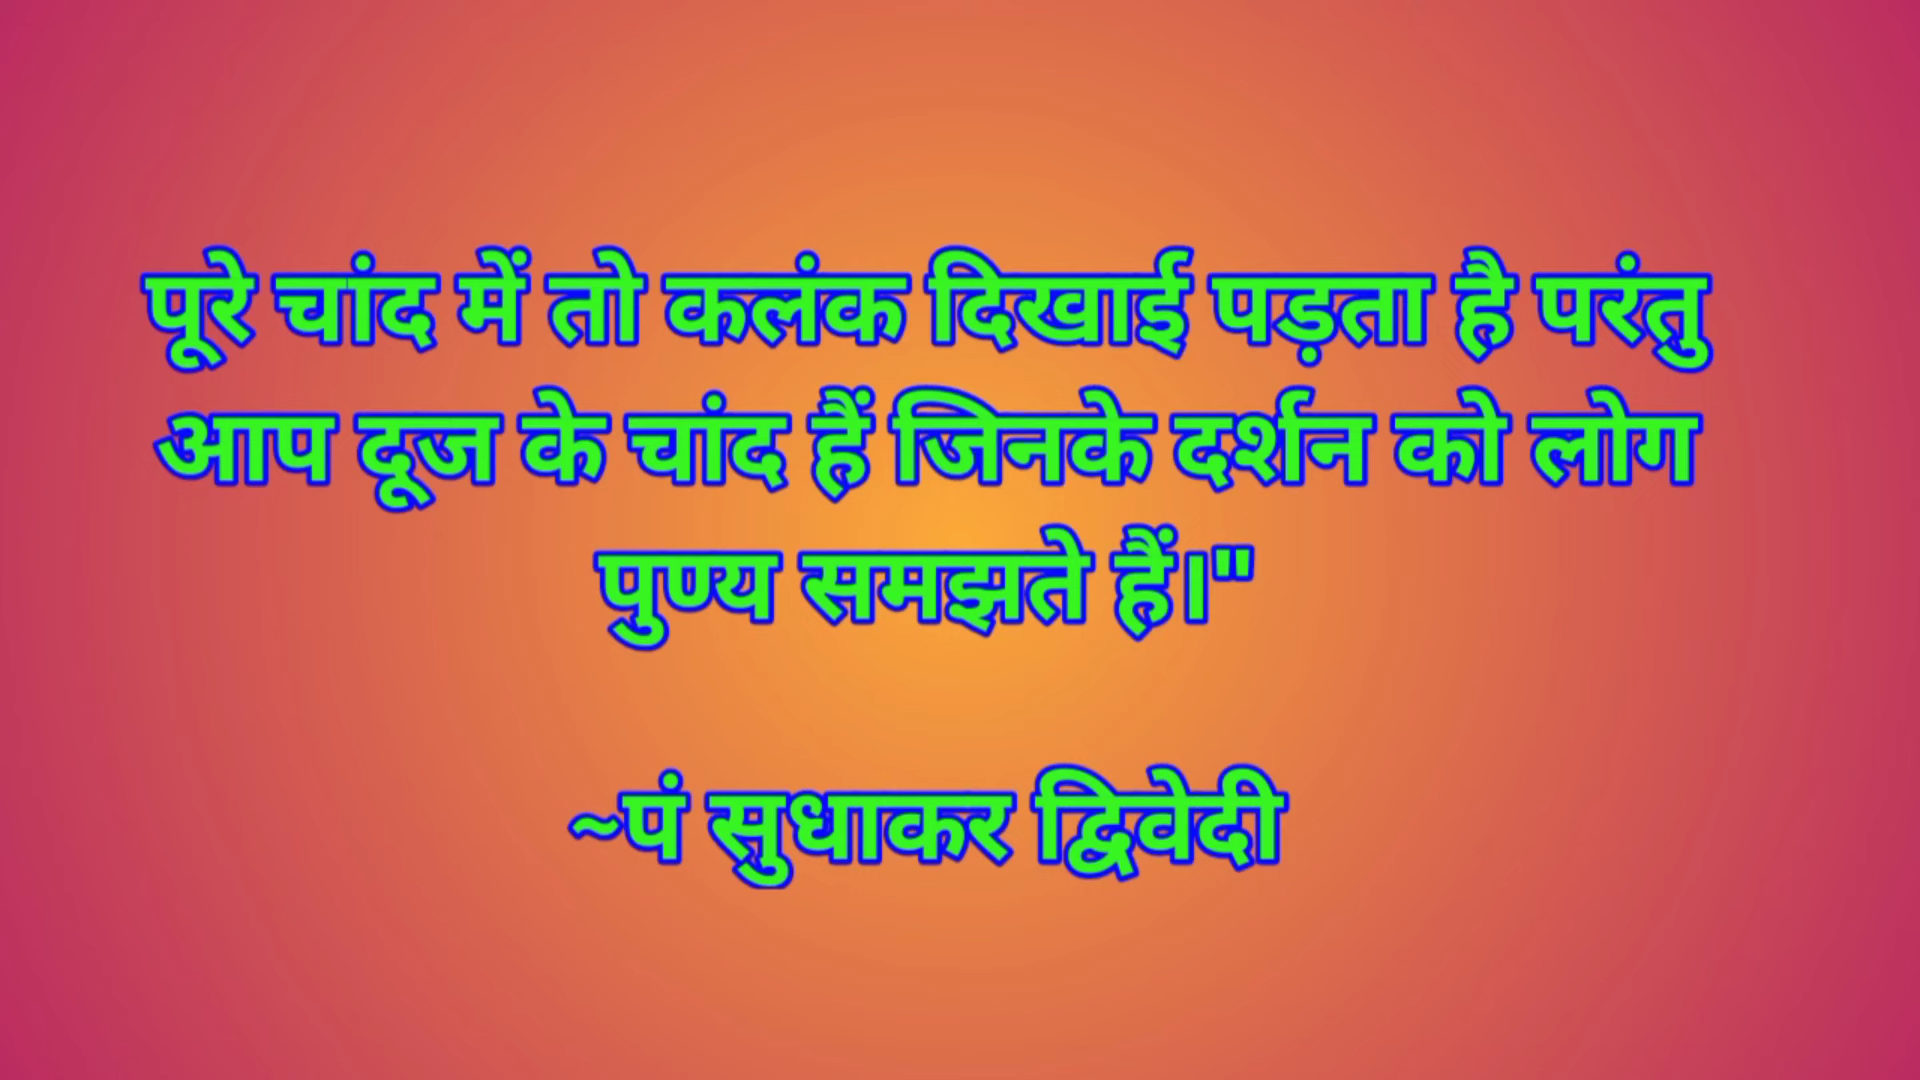 पूरे चांद में तो कलंक दिखाई पड़ता है परंतु
आप दूज के चांद हैं जिनके दर्शन को लोग
पुण्य समझते हैं।"
~पं सुधाकर द्विवेदी